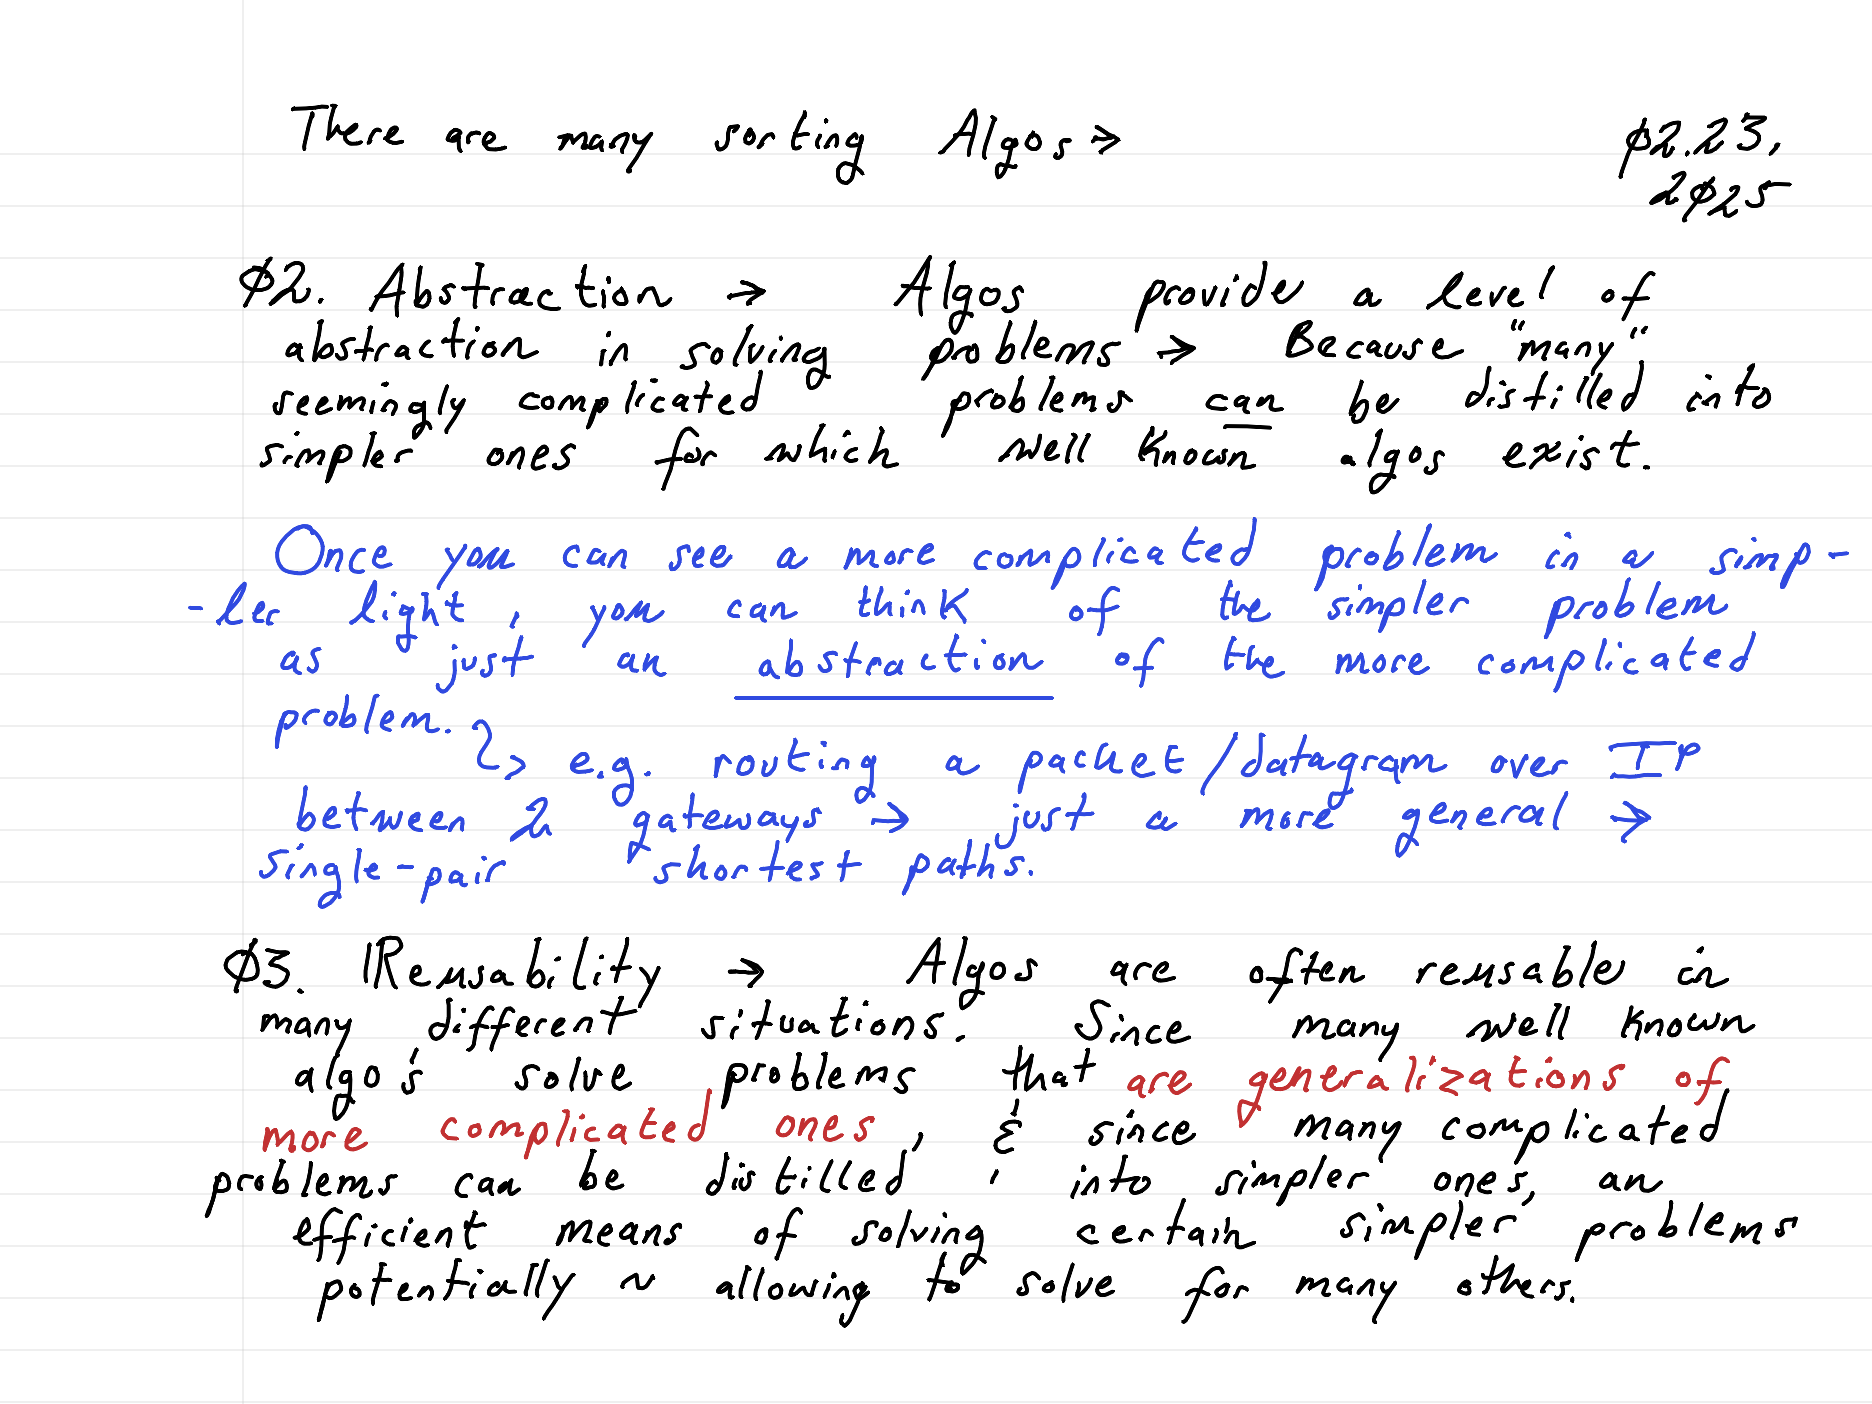 There are many sorting Algos →
02.23,
2025
02. Abstraction → Algos provide a level of
abstraction in solving problems → Because "many"
seemingly complicated problems can be distilled into
simpler ones for which well known algos exist.
Once you can see a more complicated problem in a simp-
-ler light, you can think of the simpler problem
as just an abstraction of the more complicated
problem.
↳ e.g. routing a packet/datagram over IP
between 2 gateways → just a more general →
single-pair shortest paths.
03. Reusability → Algos are often reusable in
many different situations. Since many well known
algo's solve problems that are generalizations of
more complicated ones, & since many complicated
problems can be distilled into simpler ones, an
efficient means of solving certain simpler problems
potentially ~ allowing to solve for many others.